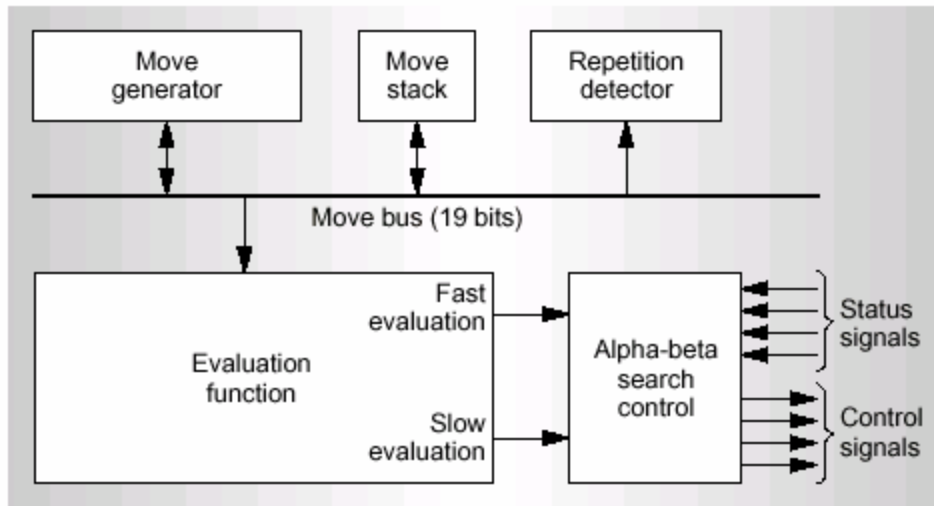 Move
generator
Move
stack
Repetition
detector
Move bus (19 bits)
Evaluation
function
Fast
evaluation
Slow
evaluation
Alpha-beta
search
control
Status
signals
Control
signals